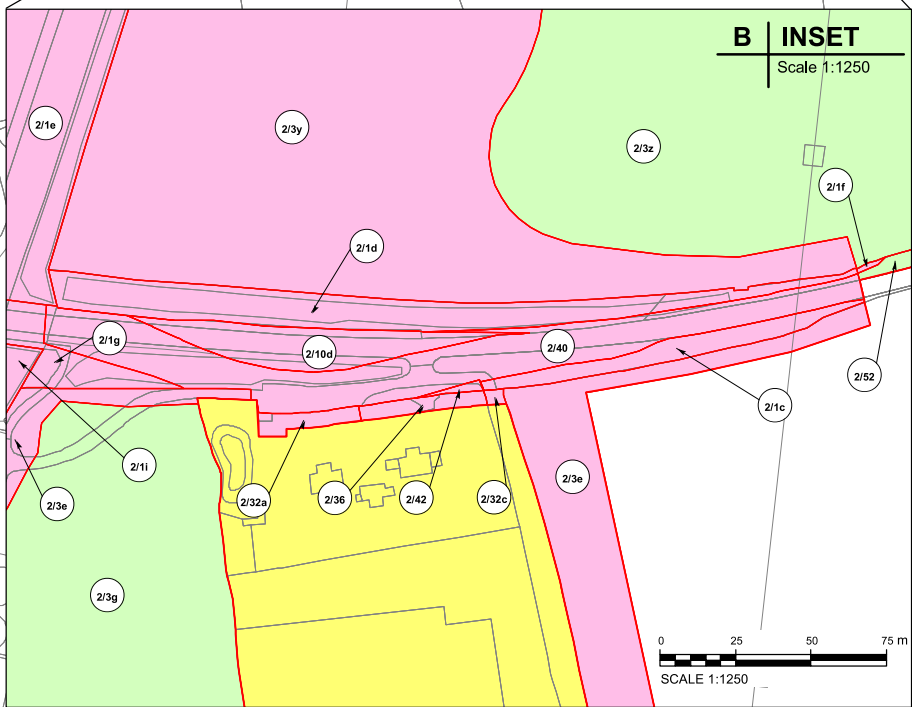 B INSET
Scale 1:1250
2/1e
2/3y
2/3z
2/1f
2/1d
2/1g
2/10d
2/40
2/52
2/1c
2/1i
2/3e
2/32a
2/36
2/42
2/32c
2/3e
2/3g
0 25 50 75 m
SCALE 1:1250